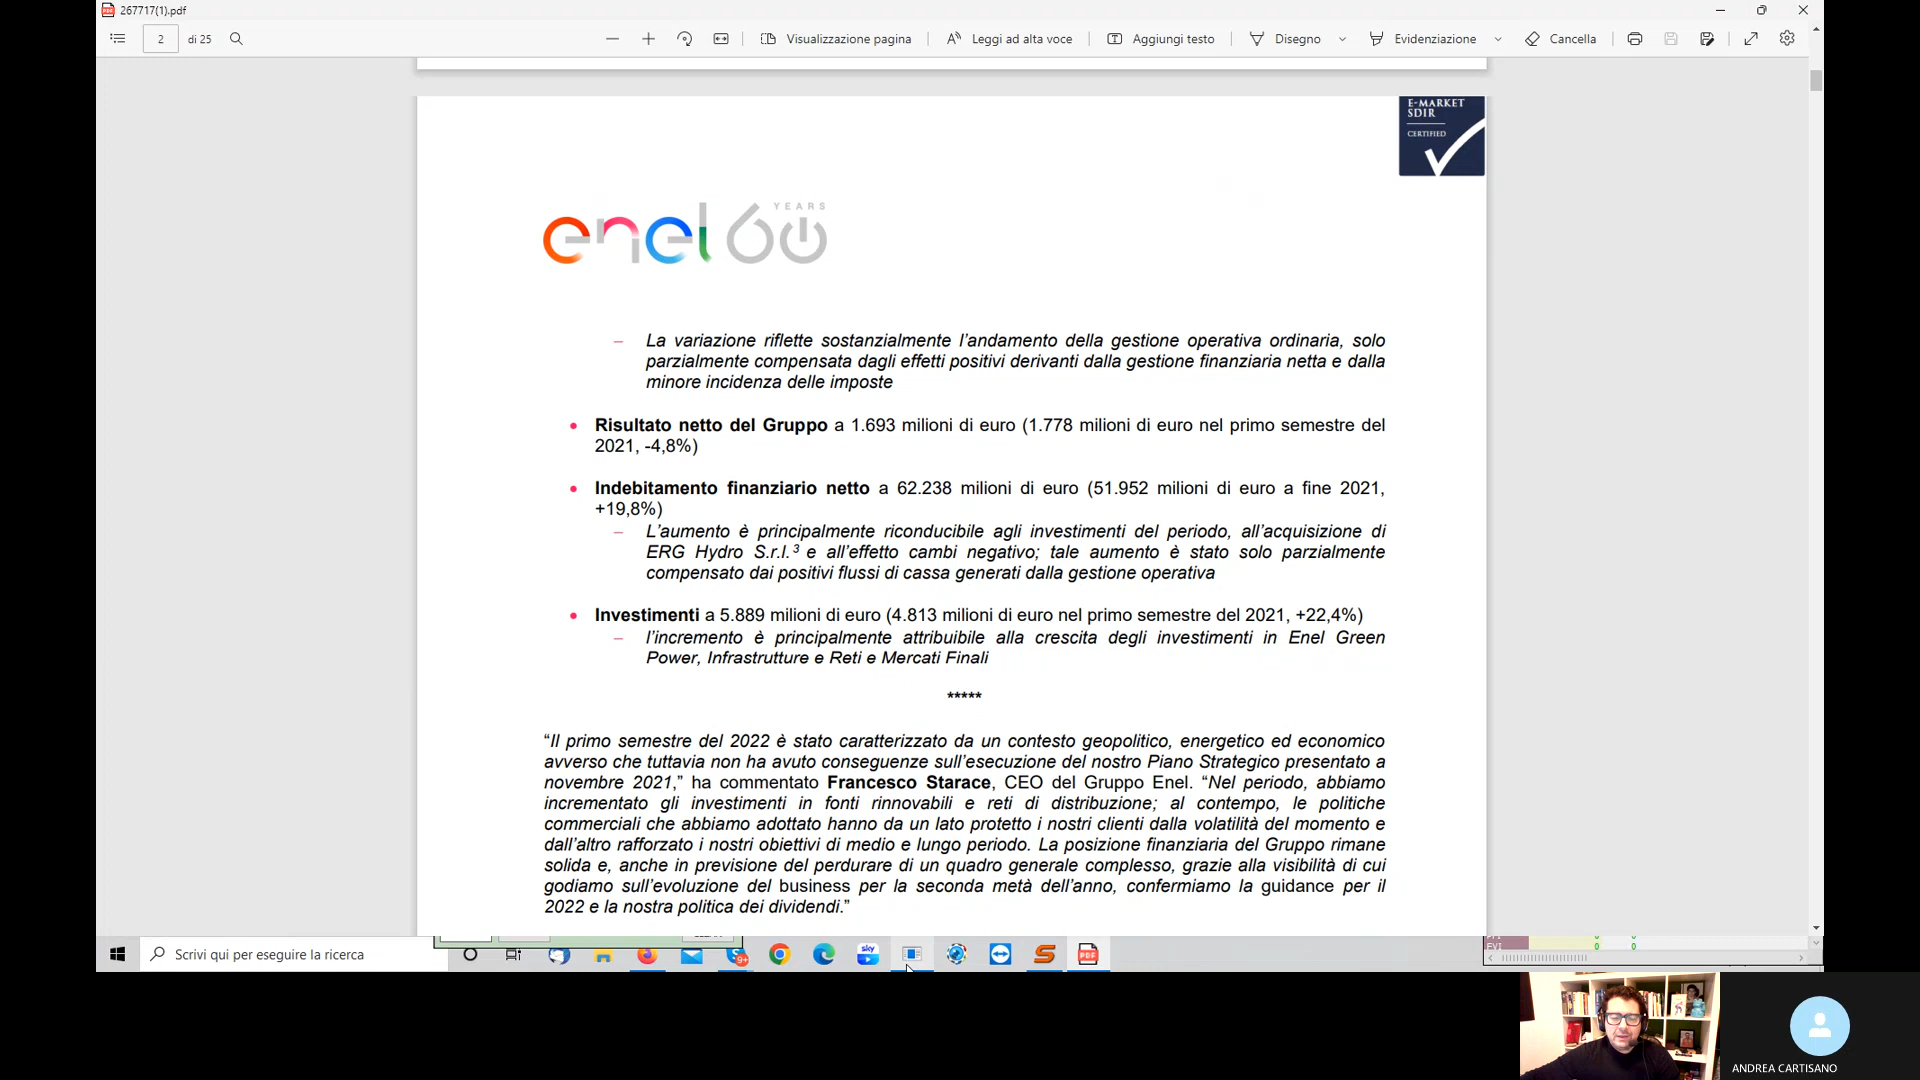 267717(1).pdf
2 di 25 Visualizzazione pagina Leggi ad alta voce Aggiungi testo Disegno Evidenziazione Cancella
E-MARKET
SDIR
CERTIFIED
enel 60 YEARS
– La variazione riflette sostanzialmente l’andamento della gestione operativa ordinaria, solo
parzialmente compensata dagli effetti positivi derivanti dalla gestione finanziaria netta e dalla
minore incidenza delle imposte
• Risultato netto del Gruppo a 1.693 milioni di euro (1.778 milioni di euro nel primo semestre del
2021, -4,8%)
• Indebitamento finanziario netto a 62.238 milioni di euro (51.952 milioni di euro a fine 2021,
+19,8%)
– L’aumento è principalmente riconducibile agli investimenti del periodo, all’acquisizione di
ERG Hydro S.r.l.³ e all’effetto cambi negativo; tale aumento è stato solo parzialmente
compensato dai positivi flussi di cassa generati dalla gestione operativa
• Investimenti a 5.889 milioni di euro (4.813 milioni di euro nel primo semestre del 2021, +22,4%)
– l’incremento è principalmente attribuibile alla crescita degli investimenti in Enel Green
Power, Infrastrutture e Reti e Mercati Finali
*****
“Il primo semestre del 2022 è stato caratterizzato da un contesto geopolitico, energetico ed economico
avverso che tuttavia non ha avuto conseguenze sull’esecuzione del nostro Piano Strategico presentato a
novembre 2021,” ha commentato Francesco Starace, CEO del Gruppo Enel. “Nel periodo, abbiamo
incrementato gli investimenti in fonti rinnovabili e reti di distribuzione; al contempo, le politiche
commerciali che abbiamo adottato hanno da un lato protetto i nostri clienti dalla volatilità del momento e
dall’altro rafforzato i nostri obiettivi di medio e lungo periodo. La posizione finanziaria del Gruppo rimane
solida e, anche in previsione del perdurare di un quadro generale complesso, grazie alla visibilità di cui
godiamo sull’evoluzione del business per la seconda metà dell’anno, confermiamo la guidance per il
2022 e la nostra politica dei dividendi.”
EVI 0 0
Scrivi qui per eseguire la ricerca
sky
9+
PDF
ANDREA CARTISANO